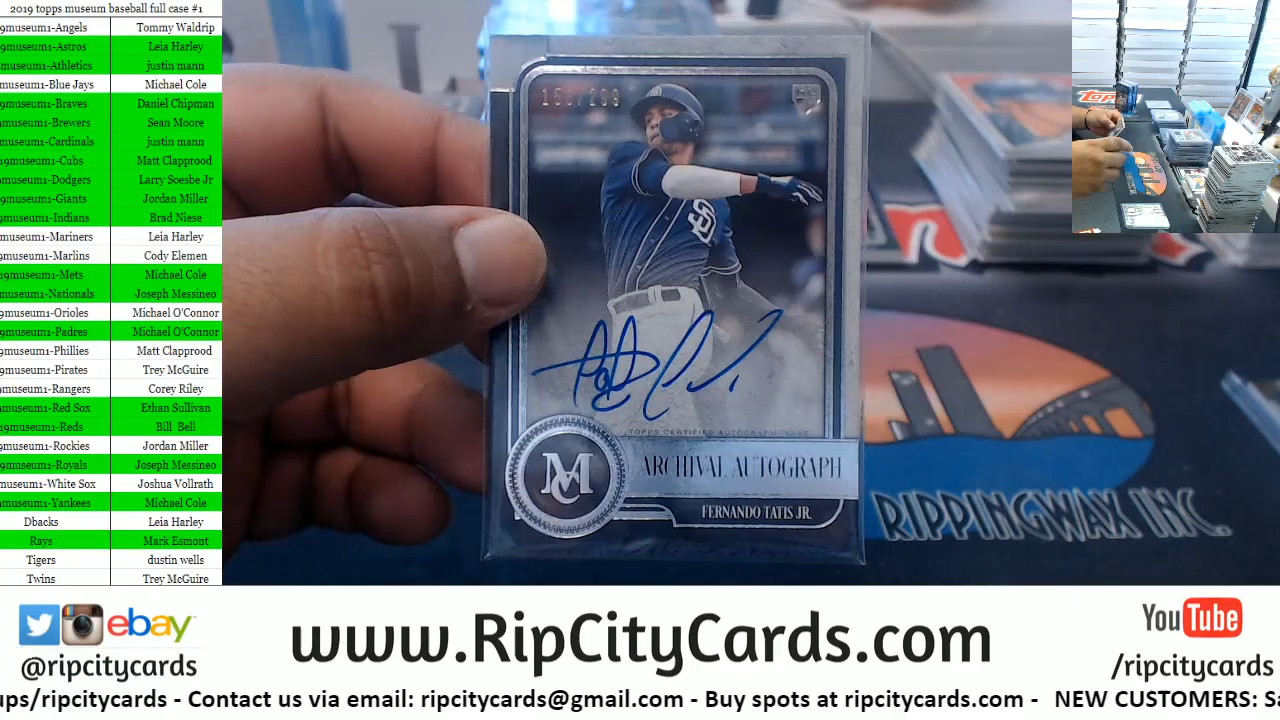 2019 topps museum baseball full case #1
9museum1-Angels Tommy Waldrip
9museum1-Astros Leia Harley
museum1-Athletics justin mann
museum1-Blue Jays Michael Cole
9museum1-Braves Daniel Chipman
museum1-Brewers Sean Moore
museum1-Cardinals justin mann
19museum1-Cubs Matt Clapprood
9museum1-Dodgers Larry Soesbe Jr
9museum1-Giants Jordan Miller
9museum1-Indians Brad Niese
museum1-Mariners Leia Harley
museum1-Marlins Cody Elemen
19museum1-Mets Michael Cole
museum1-Nationals Joseph Messineo
9museum1-Orioles Michael O'Connor
9museum1-Padres Michael O'Connor
museum1-Phillies Matt Clapprood
9museum1-Pirates Trey McGuire
museum1-Rangers Corey Riley
museum1-Red Sox Ethan Sullivan
19museum1-Reds Bill Bell
museum1-Rockies Jordan Miller
9museum1-Royals Joseph Messineo
museum1-White Sox Joshua Vollrath
museum1-Yankees Michael Cole
Dbacks Leia Harley
Rays Mark Esmont
Tigers dustin wells
Twins Trey McGuire
SD
TOPPS CERTIFIED AUTOGRAPH ISSUE
MC
ARCHIVAL AUTOGRAPH
FERNANDO TATIS JR.
RIPPINGWAX INC.
ebay
@ripcitycards
www.RipCityCards.com
YouTube
/ripcitycards
ups/ripcitycards - Contact us via email: ripcitycards@gmail.com - Buy spots at ripcitycards.com - NEW CUSTOMERS: Sa